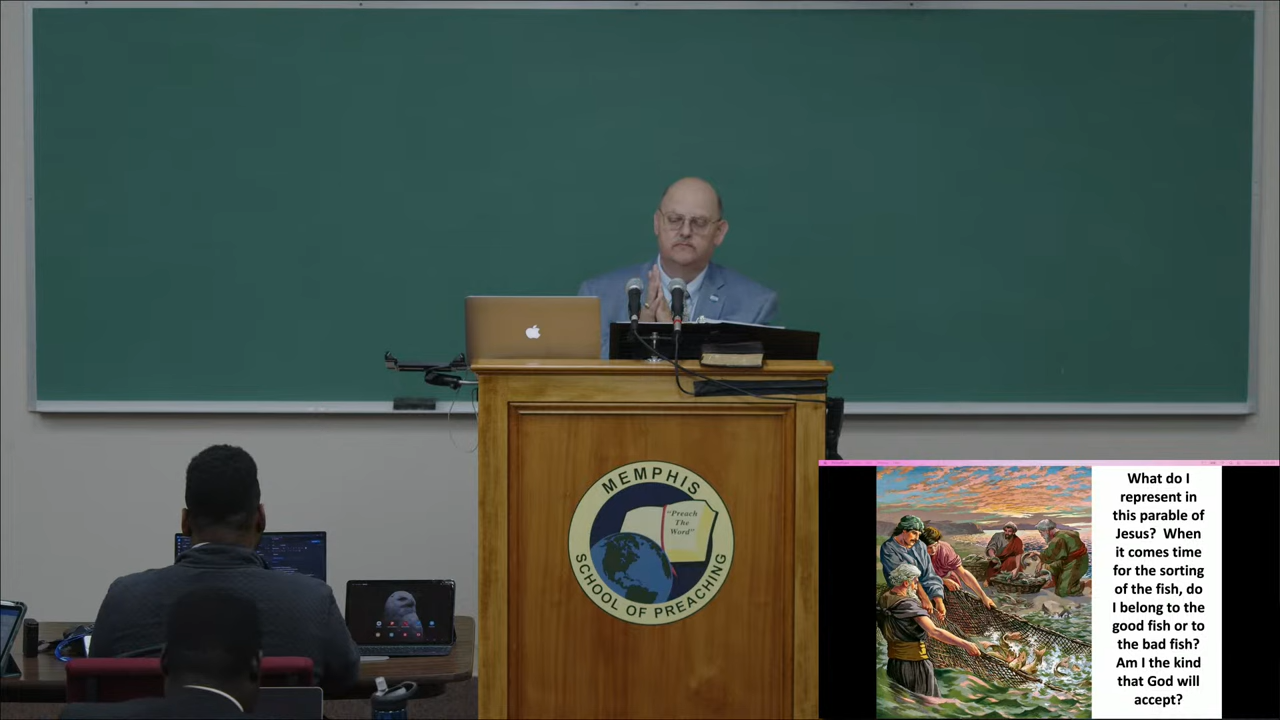 MEMPHIS
"Preach
The
Word"
SCHOOL OF PREACHING
What do I
represent in
this parable of
Jesus? When
it comes time
for the sorting
of the fish, do
I belong to the
good fish or to
the bad fish?
Am I the kind
that God will
accept?